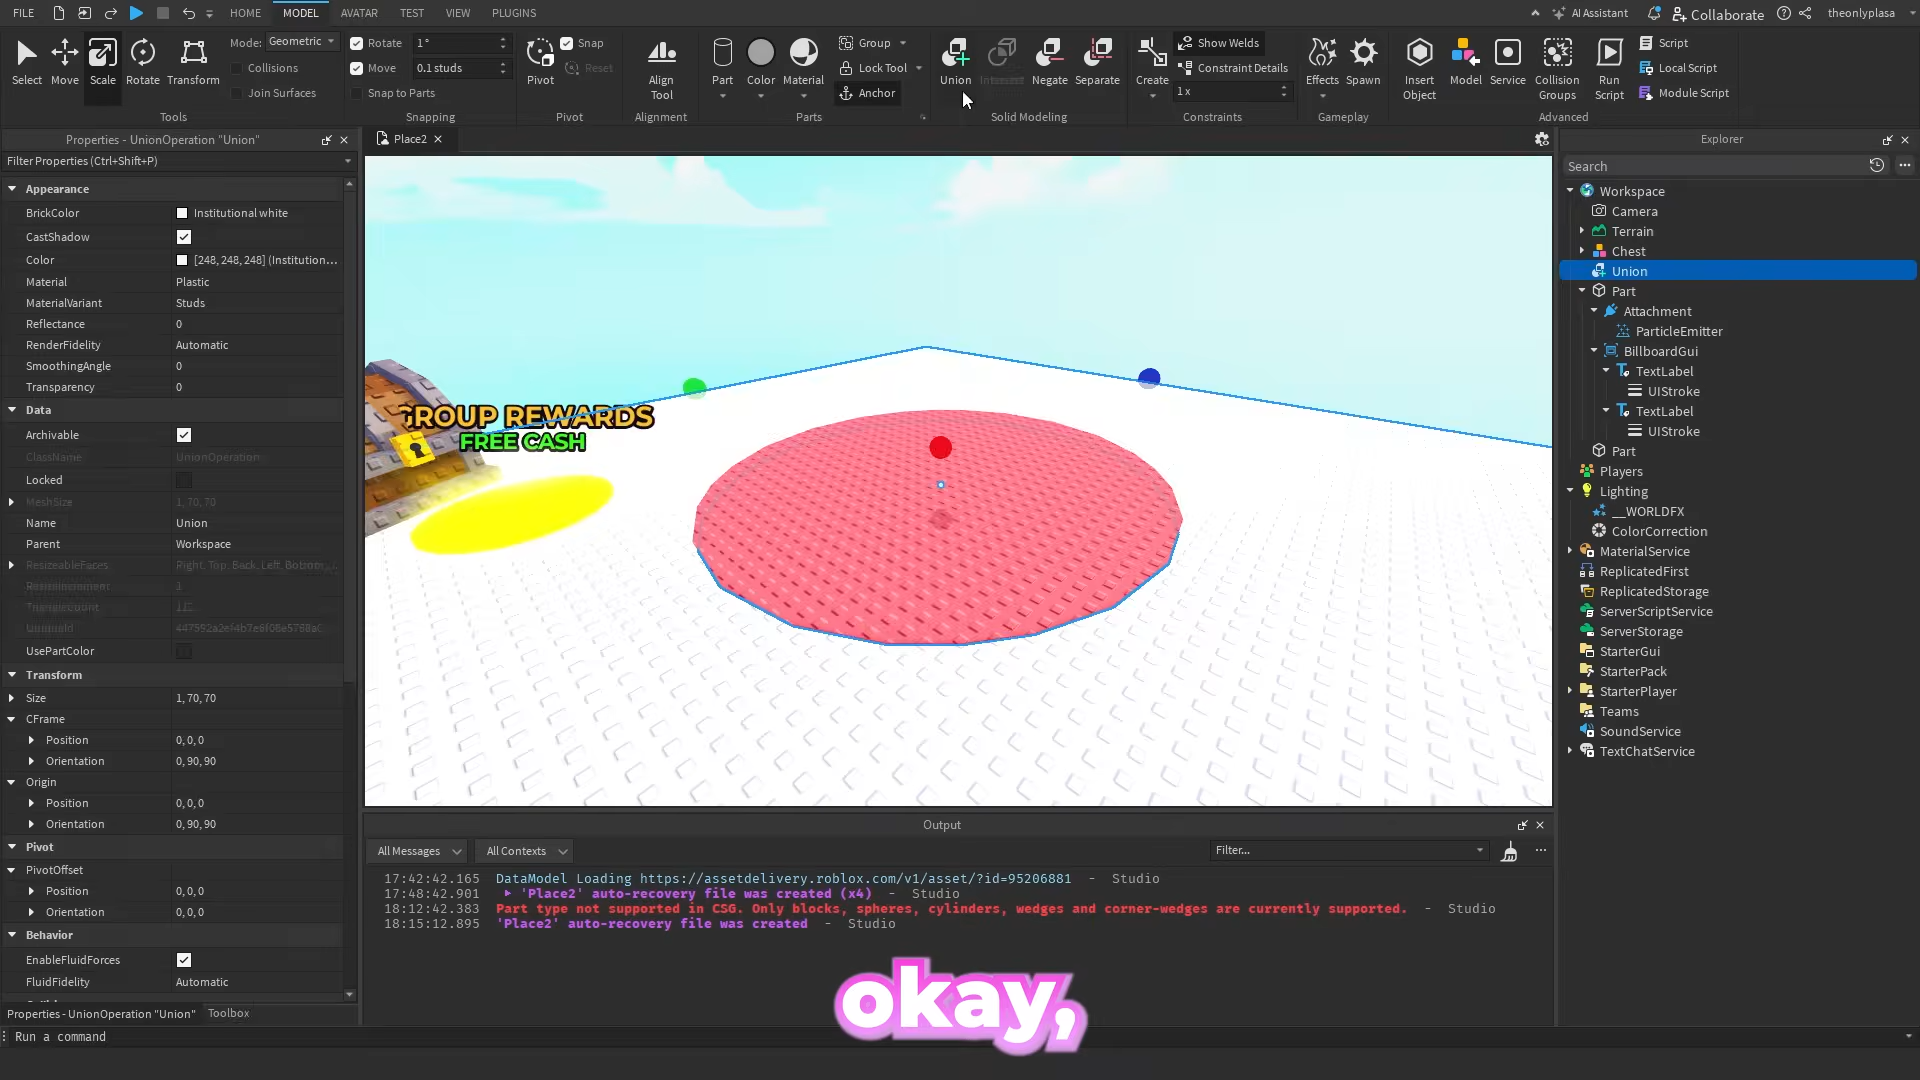 FILE HOME MODEL AVATAR TEST VIEW PLUGINS AI Assistant Collaborate theonlyplasa
Select Move Scale Rotate Transform
Mode: Geometric
Collisions
Join Surfaces
Tools
Rotate 1 °
Move 0.1 studs
Snap to Parts
Snapping
Pivot
Snap
Reset
Pivot
Align Tool
Alignment
Part Color Material
Group
Lock Tool
Anchor
Parts
Union Intersect Negate Separate
Solid Modeling
Create
Show Welds
Constraint Details
1 x
Constraints
Effects Spawn
Gameplay
Insert Object Model Service Collision Groups Run Script
Script
Local Script
Module Script
Advanced
Properties - UnionOperation "Union"
Filter Properties (Ctrl+Shift+P)
Appearance
BrickColor Institutional white
CastShadow
Color [248, 248, 248] (Institution...
Material Plastic
MaterialVariant Studs
Reflectance 0
RenderFidelity Automatic
SmoothingAngle 0
Transparency 0
Data
Archivable
ClassName UnionOperation
Locked
MeshSize 1, 70, 70
Name Union
Parent Workspace
ResizeableFaces Right, Top, Back, Left, Bottom,
ResizeIncrement 1
TriangleCount
UniqueId
UsePartColor
Transform
Size 1, 70, 70
CFrame
Position 0, 0, 0
Orientation 0, 90, 90
Origin
Position 0, 0, 0
Orientation 0, 90, 90
Pivot
PivotOffset
Position 0, 0, 0
Orientation 0, 0, 0
Behavior
EnableFluidForces
FluidFidelity Automatic
Properties - UnionOperation "Union" Toolbox
Run a command
Place2
GROUP REWARDS
FREE CASH
Output
All Messages All Contexts Filter...
17:42:42.165 DataModel Loading https://assetdelivery.roblox.com/v1/asset/?id=95206881 - Studio
17:48:42.901 'Place2' auto-recovery file was created (x4) - Studio
18:12:42.383 Part type not supported in CSG. Only blocks, spheres, cylinders, wedges and corner-wedges are currently supported. - Studio
18:15:12.895 'Place2' auto-recovery file was created - Studio
okay,
Explorer
Search
Workspace
Camera
Terrain
Chest
Union
Part
Attachment
ParticleEmitter
BillboardGui
TextLabel
UIStroke
TextLabel
UIStroke
Part
Players
Lighting
__WORLDFX
ColorCorrection
MaterialService
ReplicatedFirst
ReplicatedStorage
ServerScriptService
ServerStorage
StarterGui
StarterPack
StarterPlayer
Teams
SoundService
TextChatService